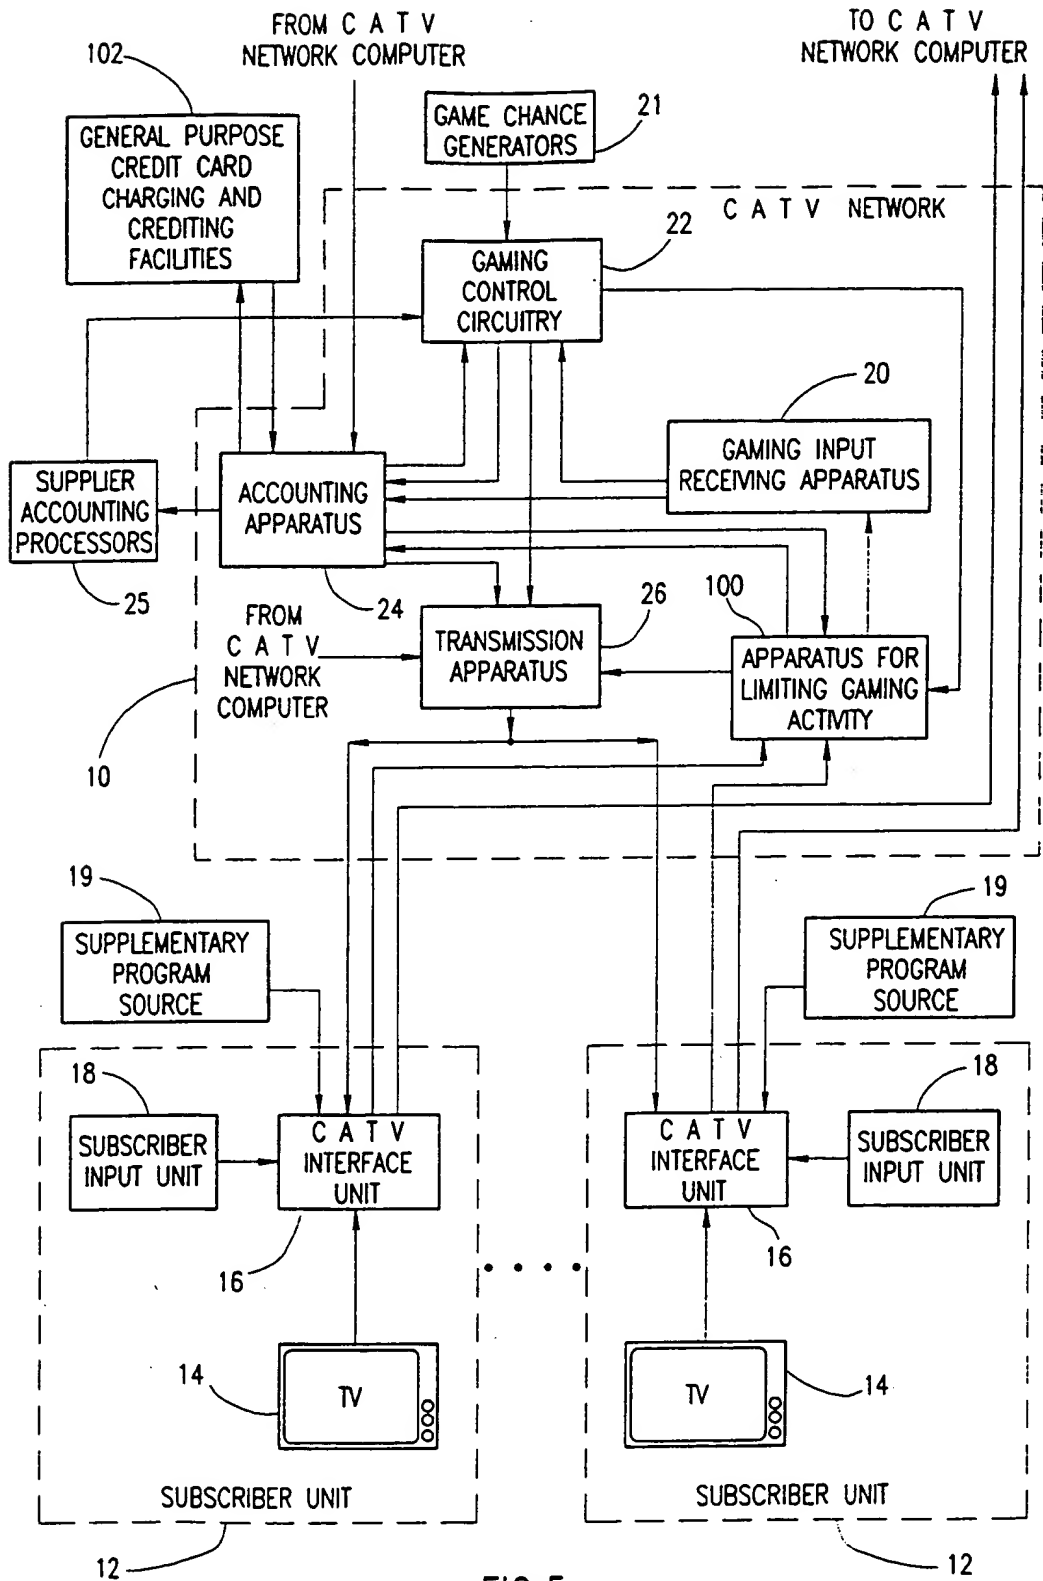 FROM C A T V
NETWORK COMPUTER
TO C A T V
NETWORK COMPUTER
102
GENERAL PURPOSE
CREDIT CARD
CHARGING AND
CREDITING
FACILITIES
GAME CHANCE
GENERATORS
21
C A T V NETWORK
22
GAMING
CONTROL
CIRCUITRY
20
GAMING INPUT
RECEIVING APPARATUS
SUPPLIER
ACCOUNTING
PROCESSORS
25
ACCOUNTING
APPARATUS
24
FROM
C A T V
NETWORK
COMPUTER
TRANSMISSION
APPARATUS
26
100
APPARATUS FOR
LIMITING GAMING
ACTIVITY
10
19
SUPPLEMENTARY
PROGRAM
SOURCE
19
SUPPLEMENTARY
PROGRAM
SOURCE
18
SUBSCRIBER
INPUT UNIT
C A T V
INTERFACE
UNIT
16
C A T V
INTERFACE
UNIT
16
18
SUBSCRIBER
INPUT UNIT
14
TV
TV
14
SUBSCRIBER UNIT
SUBSCRIBER UNIT
12
12